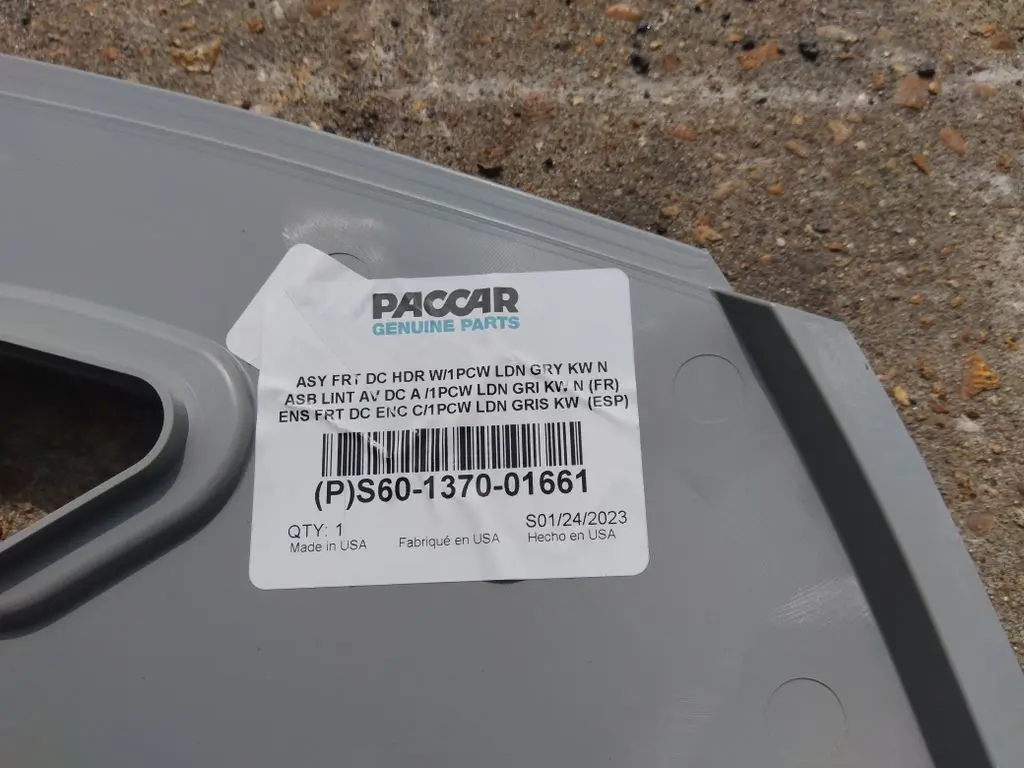 PACCAR
GENUINE PARTS
ASY FRT DC HDR W/1PCW LDN GRY KW N
ASB LINT AV DC A /1PCW LDN GRI KW N (FR)
ENS FRT DC ENC C/1PCW LDN GRIS KW (ESP)
(P)S60-1370-01661
QTY: 1 S01/24/2023
Made in USA Fabriqué en USA Hecho en USA